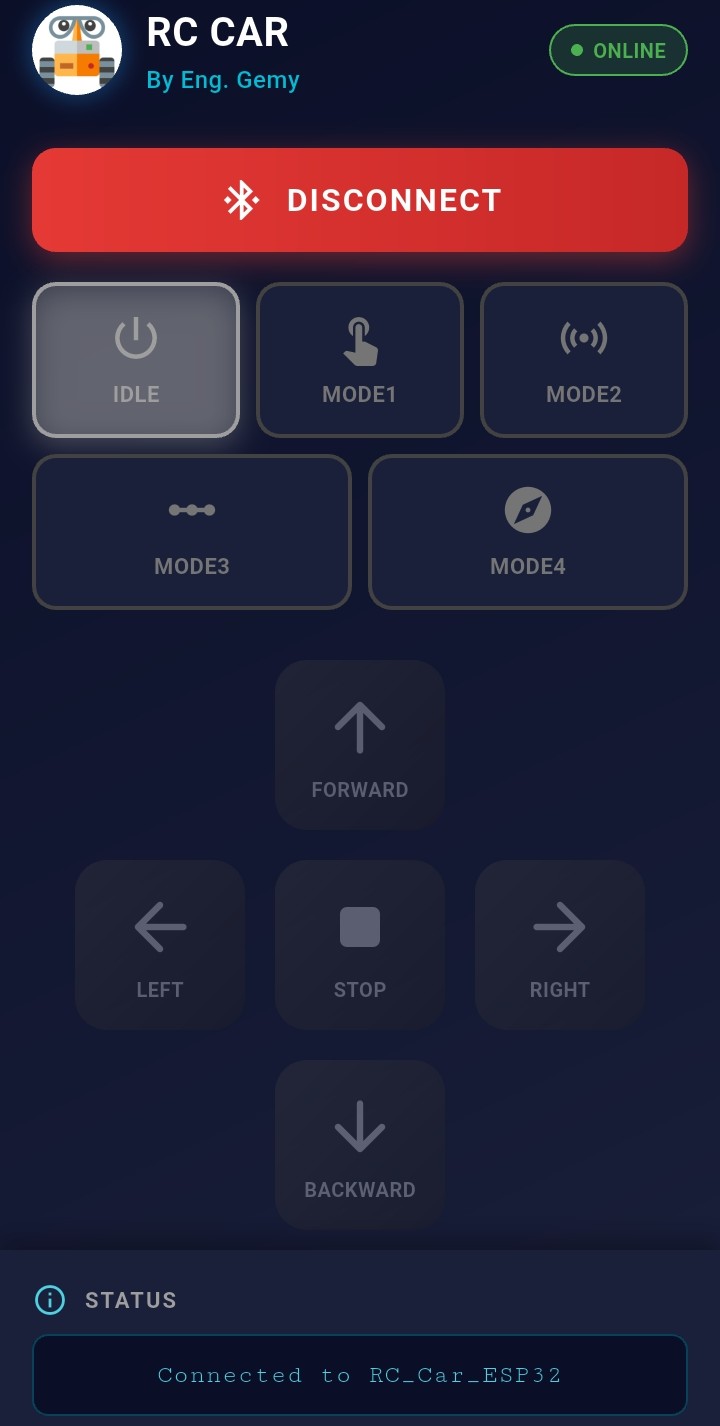 RC CAR
By Eng. Gemy
ONLINE
DISCONNECT
IDLE
MODE1
MODE2
MODE3
MODE4
FORWARD
LEFT
STOP
RIGHT
BACKWARD
STATUS
Connected to RC_Car_ESP32